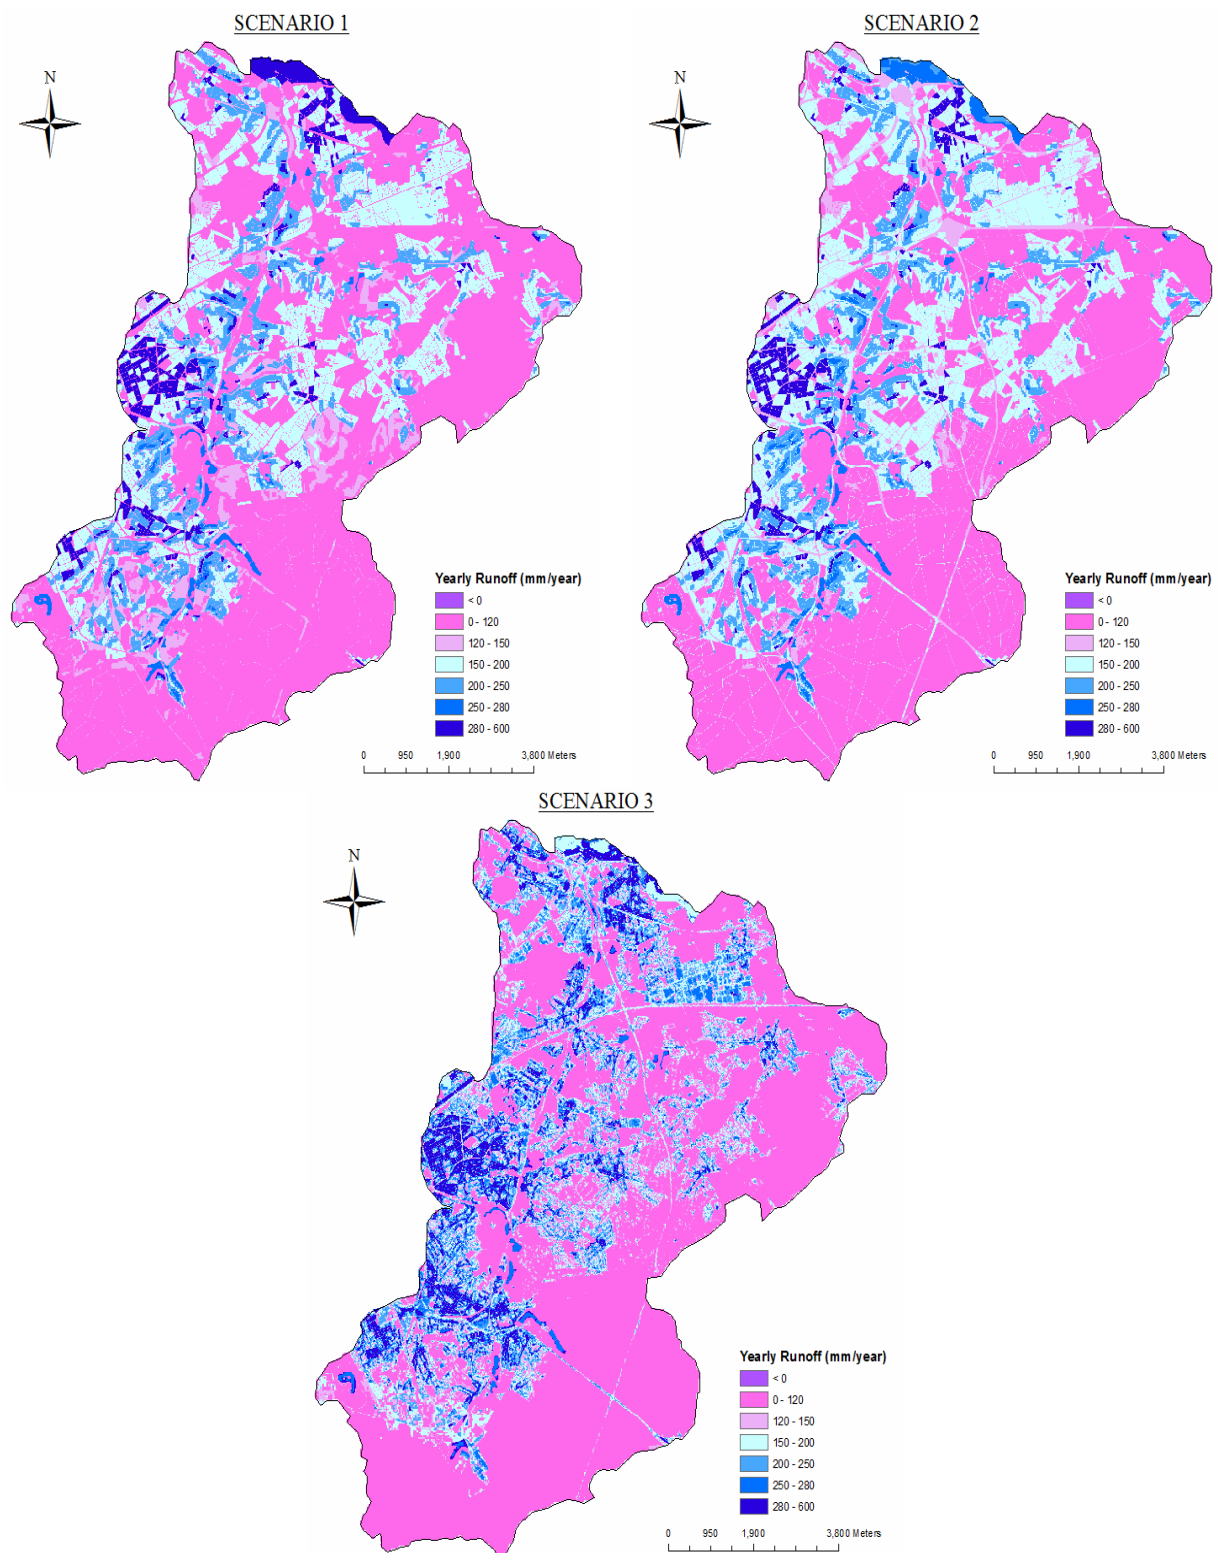 SCENARIO 1
N
Yearly Runoff (mm/year)
< 0
0 - 120
120 - 150
150 - 200
200 - 250
250 - 280
280 - 600
0 950 1,900 3,800 Meters
SCENARIO 2
N
Yearly Runoff (mm/year)
< 0
0 - 120
120 - 150
150 - 200
200 - 250
250 - 280
280 - 600
0 950 1,900 3,800 Meters
SCENARIO 3
N
Yearly Runoff (mm/year)
< 0
0 - 120
120 - 150
150 - 200
200 - 250
250 - 280
280 - 600
0 950 1,900 3,800 Meters